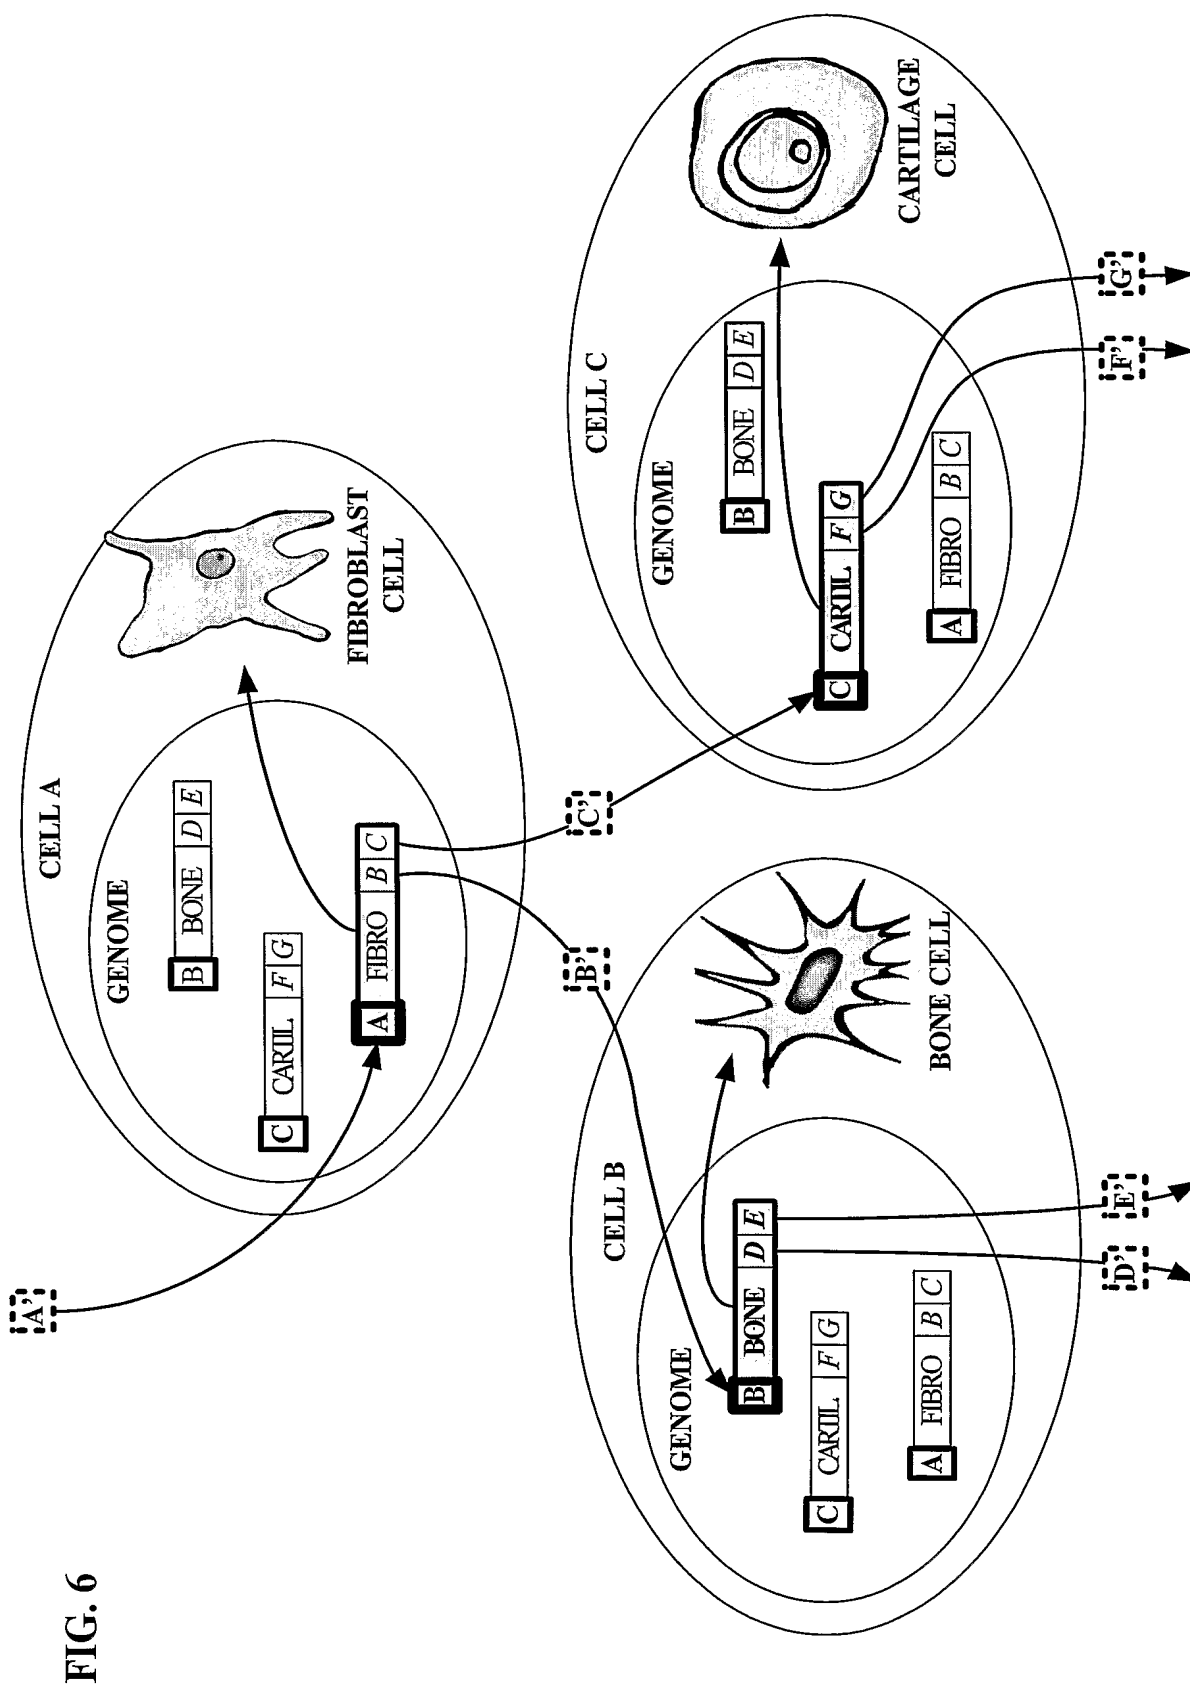 FIG. 6
A'
CELL A
GENOME
B BONE D E
C CARTIL. F G
A FIBRO B C
FIBROBLAST
CELL
B'
C'
CELL B
GENOME
B BONE D E
C CARTIL. F G
A FIBRO B C
BONE CELL
D'
E'
CELL C
GENOME
B BONE D E
C CARTIL. F G
A FIBRO B C
CARTILAGE
CELL
F'
G'